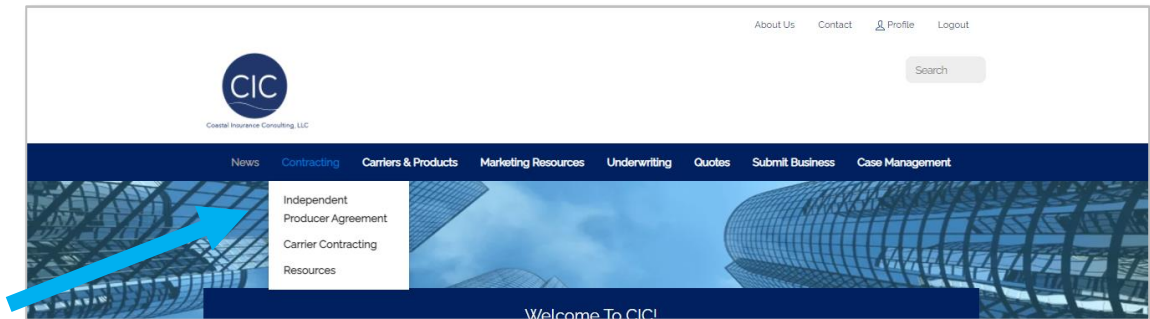 About Us Contact Profile Logout
Search
CIC
Coastal Insurance Consulting, LLC
News Contracting Carriers & Products Marketing Resources Underwriting Quotes Submit Business Case Management
Independent
Producer Agreement
Carrier Contracting
Resources
Welcome To CIC!